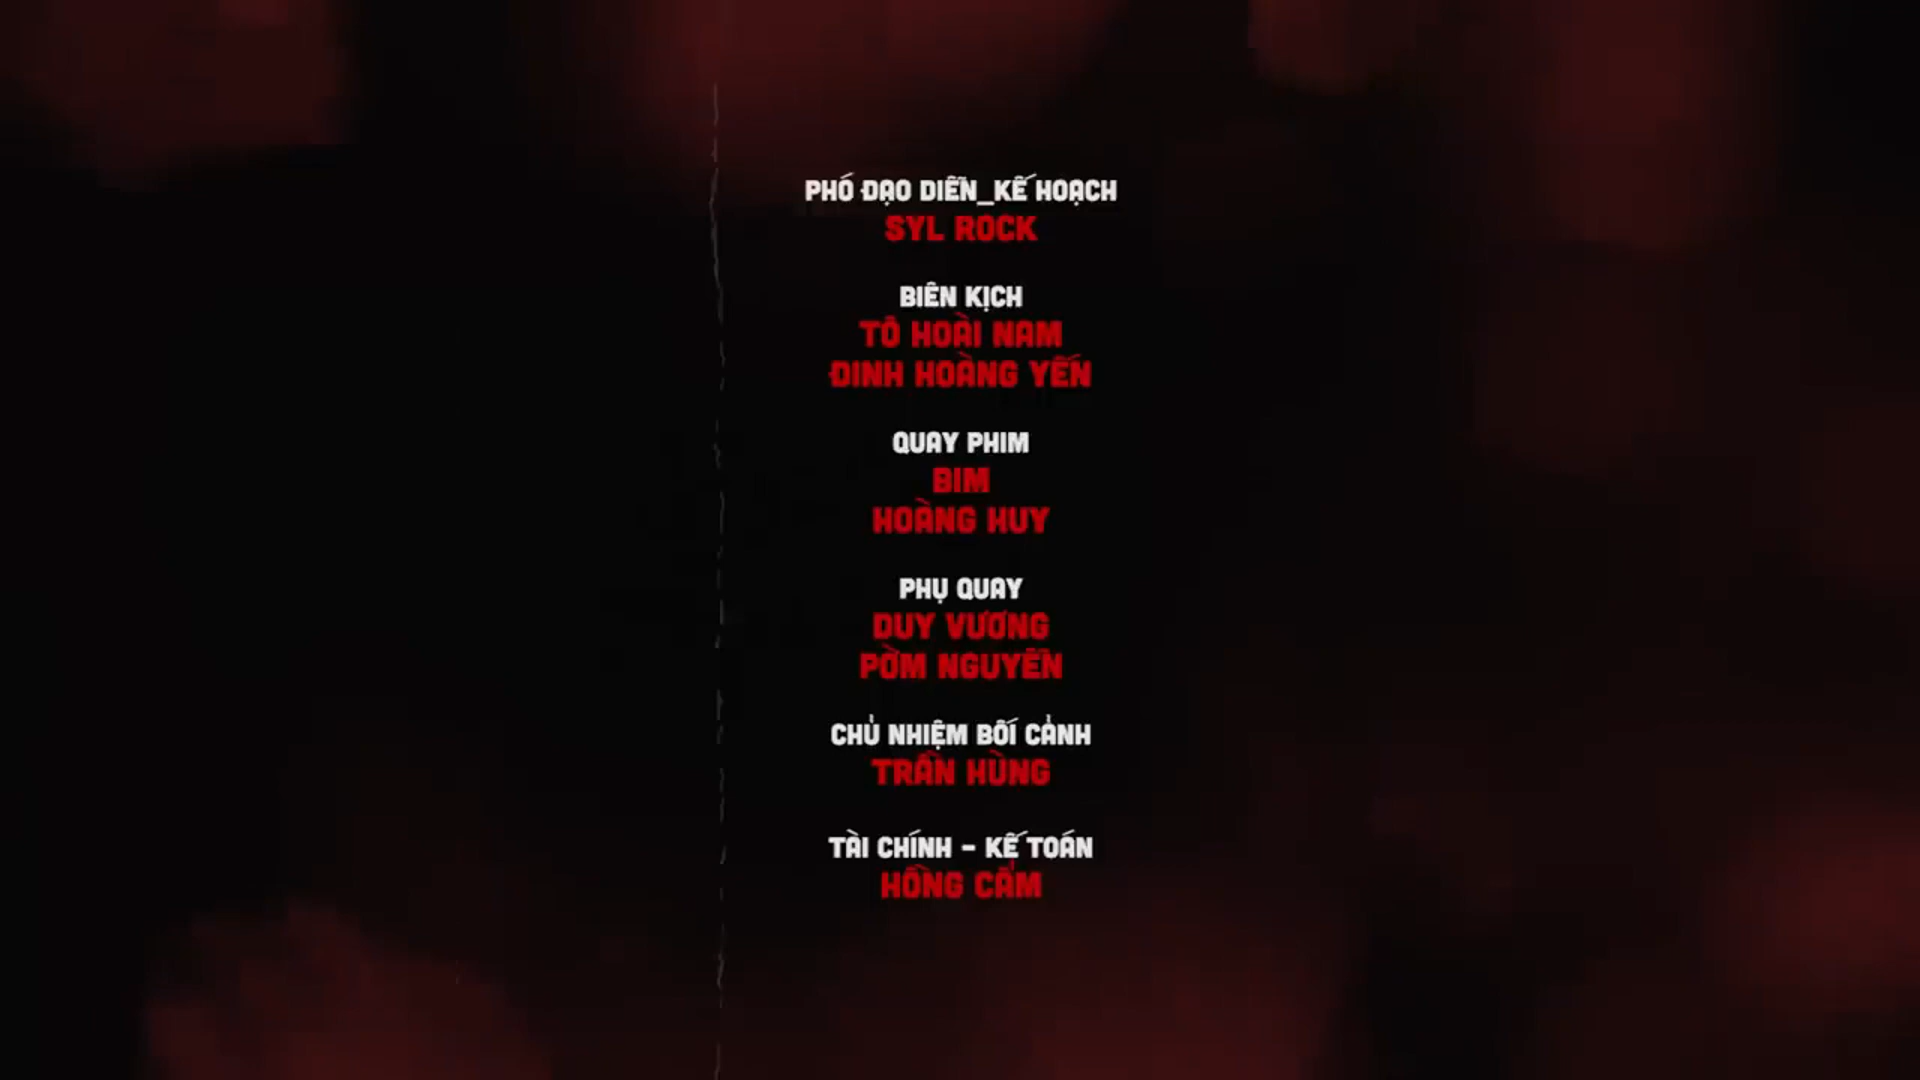 PHÓ ĐẠO DIỄN_KẾ HOẠCH
SYL ROCK
BIÊN KỊCH
TÔ HOÀI NAM
ĐINH HOÀNG YẾN
QUAY PHIM
BIM
HOÀNG HUY
PHỤ QUAY
DUY VƯƠNG
PỜM NGUYỄN
CHỦ NHIỆM BỐI CẢNH
TRẦN HÙNG
TÀI CHÍNH - KẾ TOÁN
HỒNG CẨM